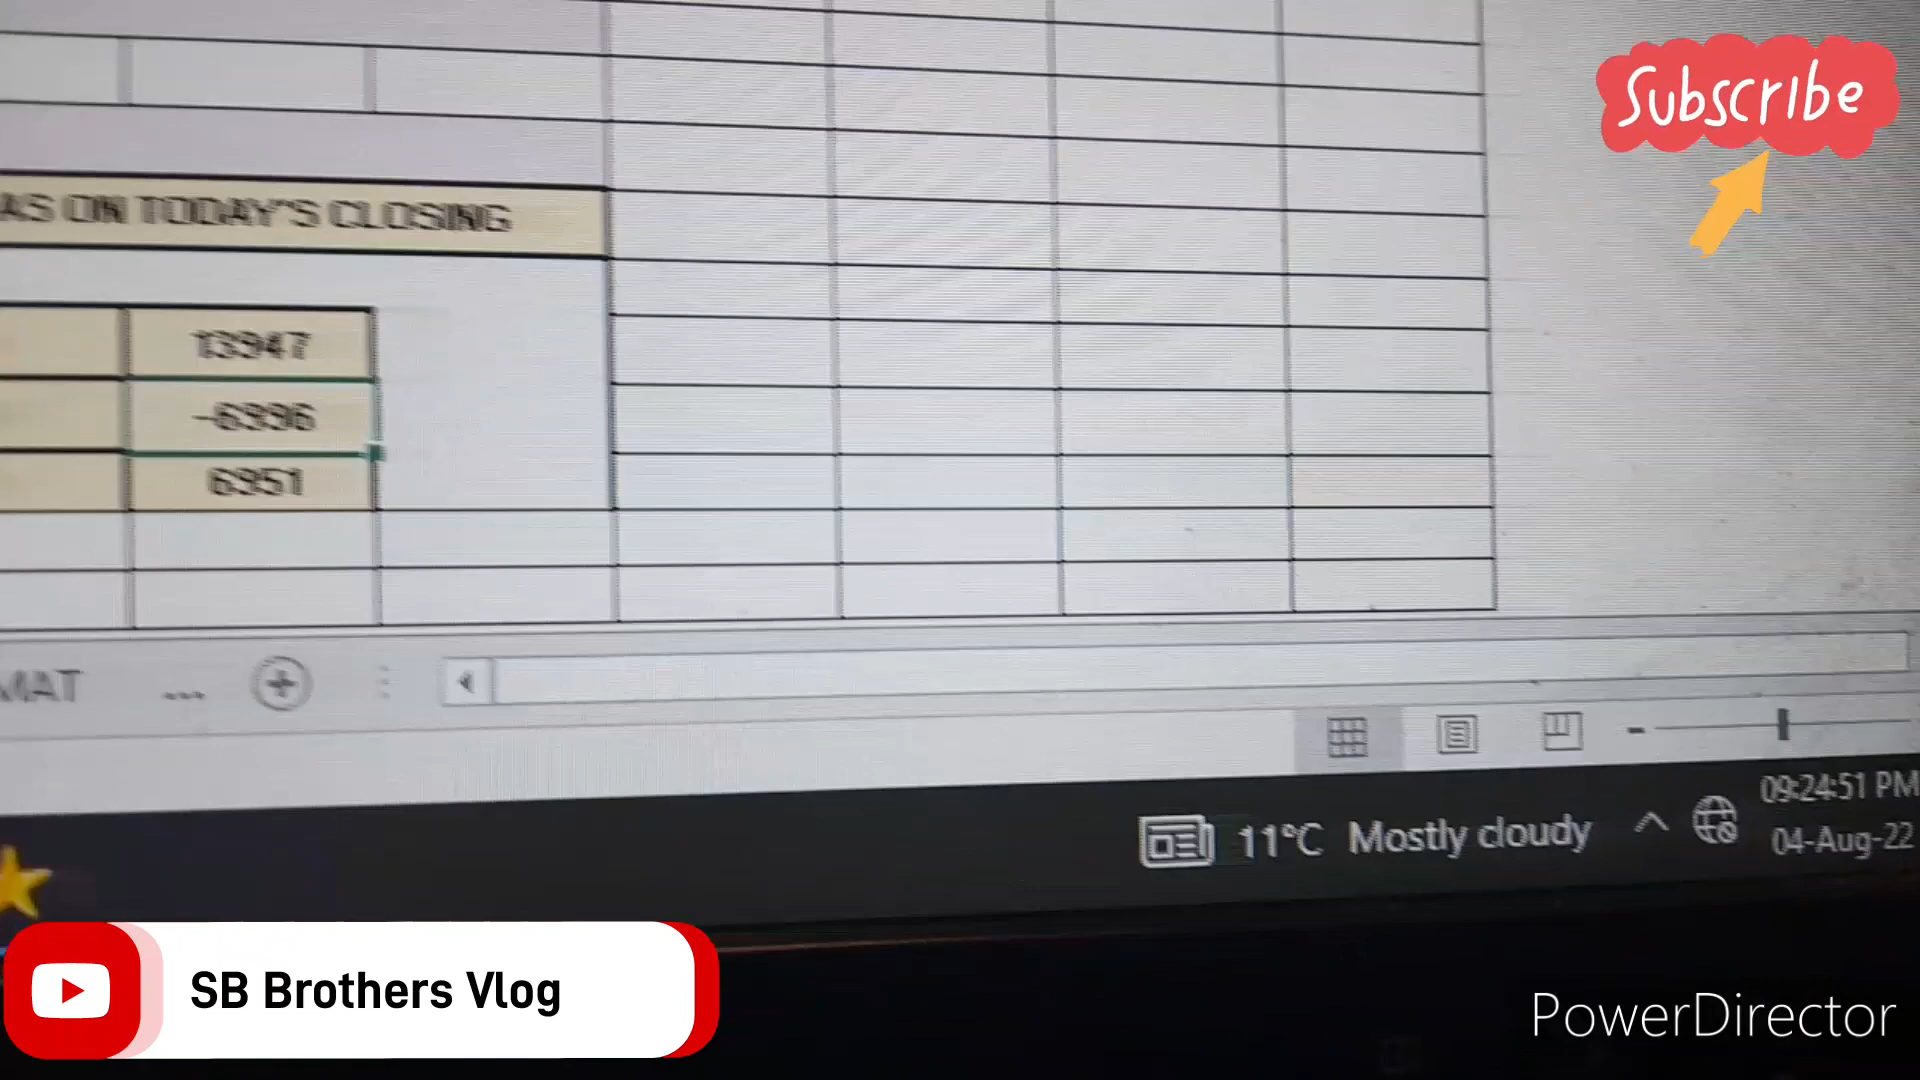 Subscribe
AS ON TODAY'S CLOSING
13947
-6996
6951
MAT
...
11°C Mostly cloudy
09:24:51 PM
04-Aug-22
SB Brothers Vlog
PowerDirector